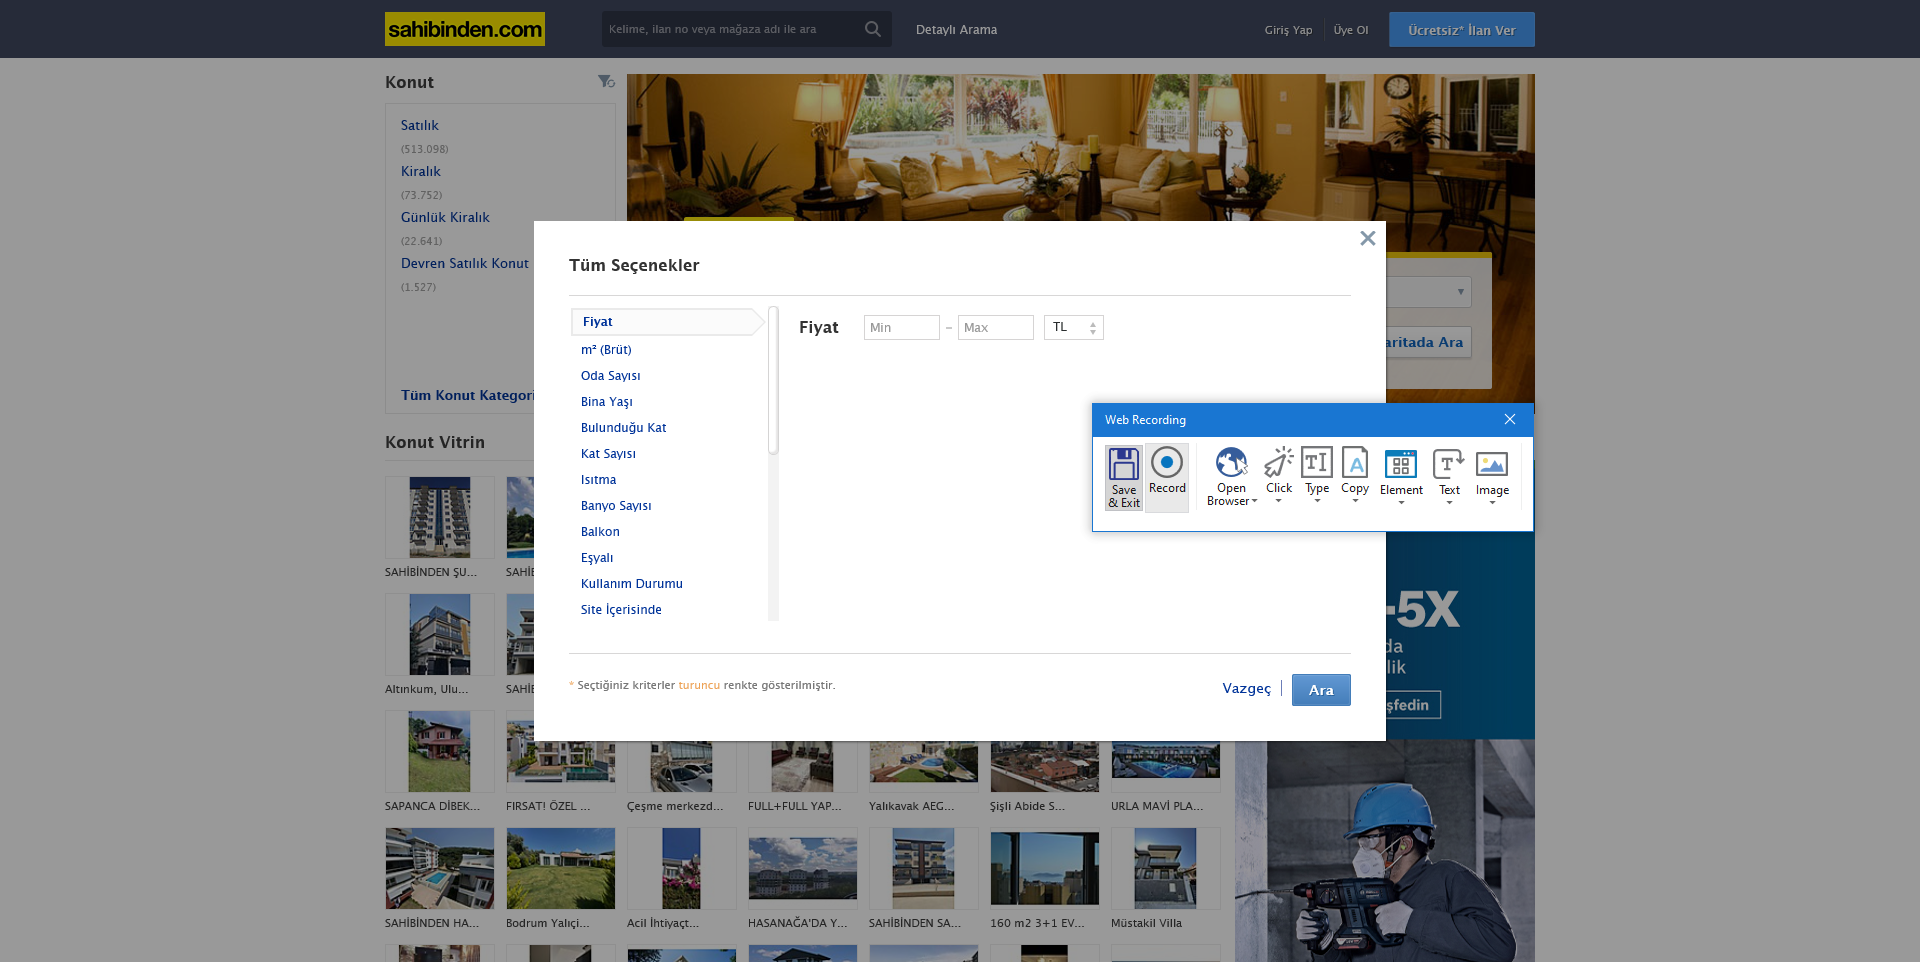 sahibinden.com
Kelime, ilan no veya mağaza adı ile ara
Detaylı Arama
Giriş Yap
Üye Ol
Ücretsiz* İlan Ver
Konut
Satılık
(513.098)
Kiralık
(73.752)
Günlük Kiralık
(22.641)
Devren Satılık Konut
(1.527)
Tüm Konut Kategori
Konut Vitrin
Tüm Seçenekler
Fiyat
m² (Brüt)
Oda Sayısı
Bina Yaşı
Bulunduğu Kat
Kat Sayısı
Isıtma
Banyo Sayısı
Balkon
Eşyalı
Kullanım Durumu
Site İçerisinde
Fiyat
Min
–
Max
TL
* Seçtiğiniz kriterler turuncu renkte gösterilmiştir.
Vazgeç
Ara
aritada Ara
Web Recording
Save & Exit
Record
Open Browser
Click
Type
Copy
Element
Text
Image
-5X
da
lik
şfedin
SAHİBİNDEN ŞU...
SAHİB
Altınkum, Ulu...
SAHİB
SAPANCA DİBEK...
FIRSAT! ÖZEL ...
Çeşme merkezd...
FULL+FULL YAP...
Yalıkavak AEG...
Şişli Abide S...
URLA MAVİ PLA...
SAHİBİNDEN HA...
Bodrum Yalıçi...
Acil İhtiyaçt...
HASANAĞA'DA Y...
SAHİBİNDEN SA...
160 m2 3+1 EV...
Müstakil Villa